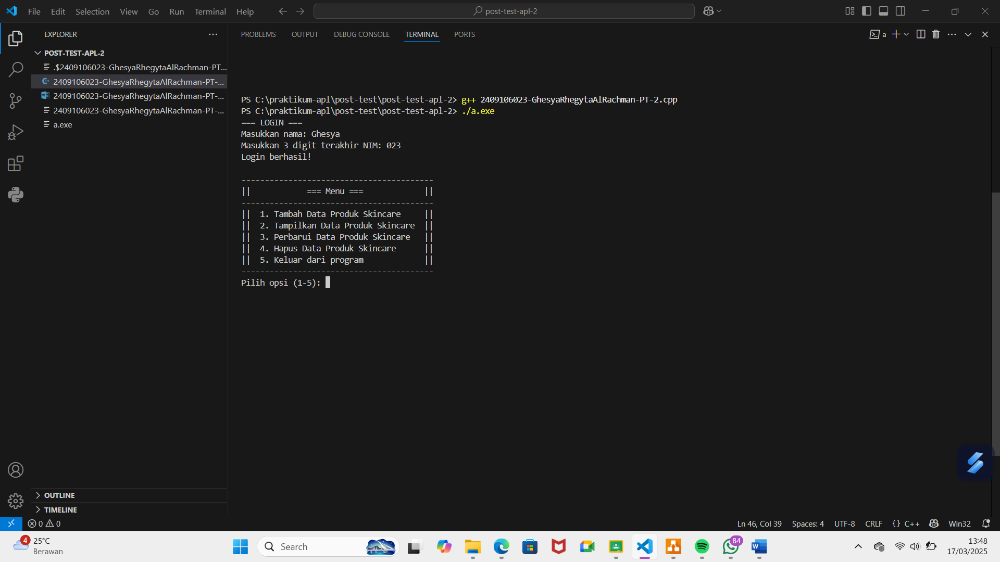 File Edit Selection View Go Run Terminal Help
post-test-apl-2
EXPLORER
POST-TEST-APL-2
.$2409106023-GhesyaRhegytaAlRachman-PT...
2409106023-GhesyaRhegytaAlRachman-PT-...
2409106023-GhesyaRhegytaAlRachman-PT-...
2409106023-GhesyaRhegytaAlRachman-PT-...
a.exe
OUTLINE
TIMELINE
PROBLEMS OUTPUT DEBUG CONSOLE TERMINAL PORTS
a
PS C:\praktikum-apl\post-test\post-test-apl-2> g++ 2409106023-GhesyaRhegytaAlRachman-PT-2.cpp
PS C:\praktikum-apl\post-test\post-test-apl-2> ./a.exe
=== LOGIN ===
Masukkan nama: Ghesya
Masukkan 3 digit terakhir NIM: 023
Login berhasil!
-----------------------------------------
||            === Menu ===             ||
-----------------------------------------
||  1. Tambah Data Produk Skincare     ||
||  2. Tampilkan Data Produk Skincare  ||
||  3. Perbarui Data Produk Skincare   ||
||  4. Hapus Data Produk Skincare      ||
||  5. Keluar dari program             ||
-----------------------------------------
Pilih opsi (1-5):
0 0
Ln 46, Col 39 Spaces: 4 UTF-8 CRLF {} C++ Win32
4
25°C
Berawan
Search
84
W
13:48
17/03/2025